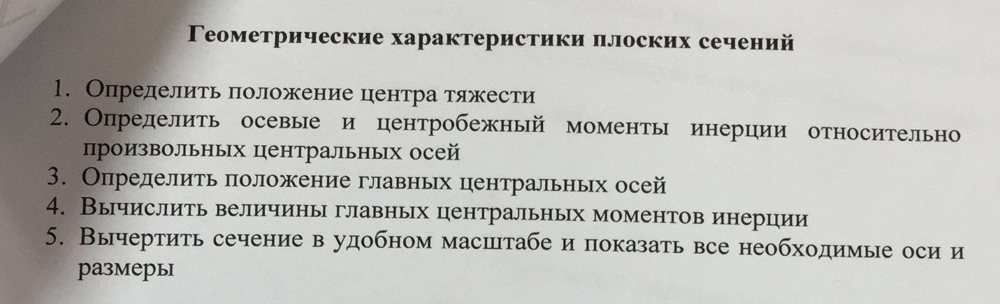 Геометрические характеристики плоских сечений
1. Определить положение центра тяжести
2. Определить осевые и центробежный моменты инерции относительно
произвольных центральных осей
3. Определить положение главных центральных осей
4. Вычислить величины главных центральных моментов инерции
5. Вычертить сечение в удобном масштабе и показать все необходимые оси и
размеры